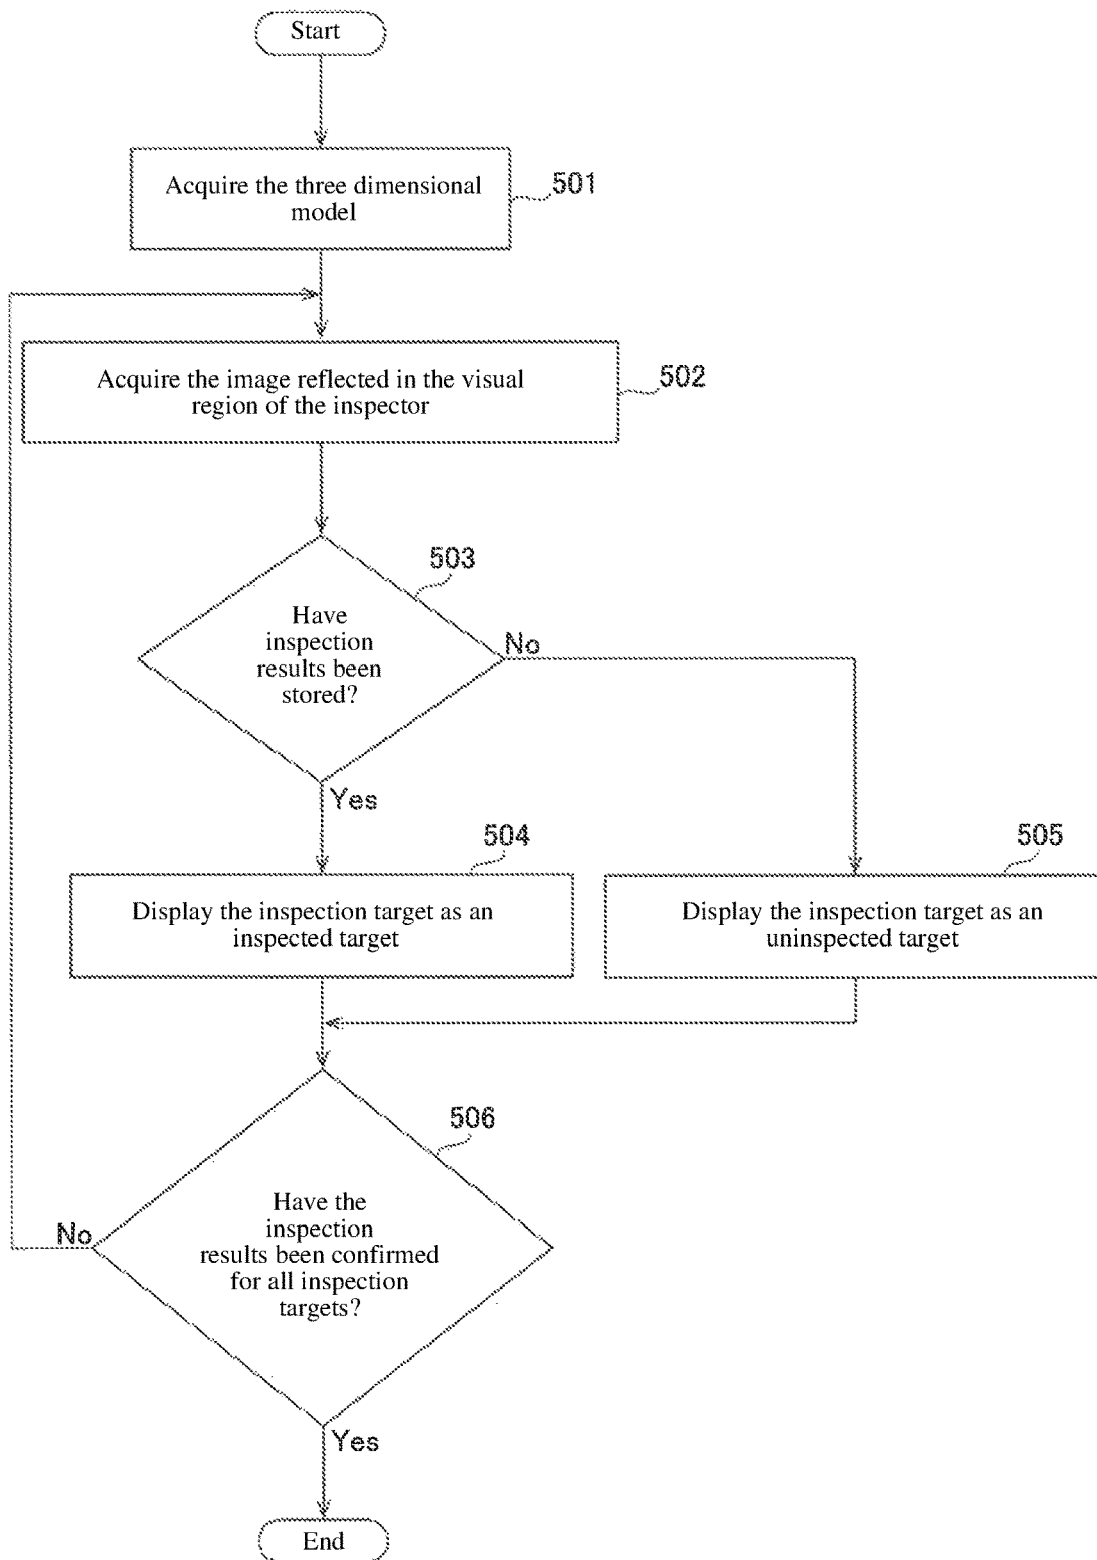 Start
Acquire the three dimensional
model
501
Acquire the image reflected in the visual
region of the inspector
502
503
Have
inspection
results been
stored?
No
Yes
504
505
Display the inspection target as an
inspected target
Display the inspection target as an
uninspected target
506
Have the
inspection
results been confirmed
for all inspection
targets?
No
Yes
End